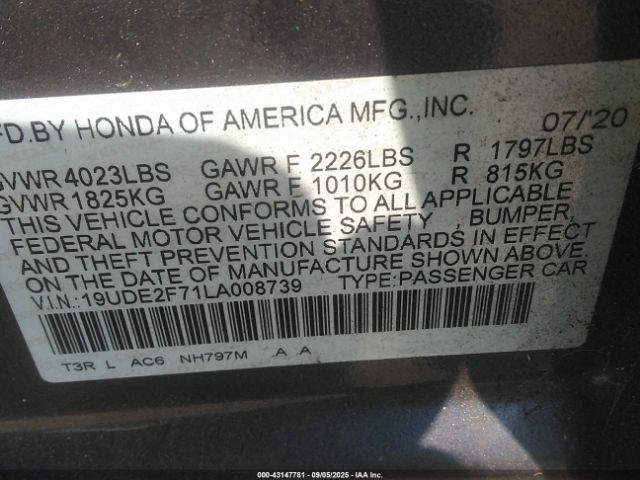 FD.BY HONDA OF AMERICA MFG.,INC. 07/'20
GVWR 4023LBS GAWR F 2226LBS R 1797LBS
GVWR 1825KG GAWR F 1010KG R 815KG
THIS VEHICLE CONFORMS TO ALL APPLICABLE
FEDERAL MOTOR VEHICLE SAFETY , BUMPER,
AND THEFT PREVENTION STANDARDS IN EFFECT
ON THE DATE OF MANUFACTURE SHOWN ABOVE.
V.I.N.:19UDE2F71LA008739 TYPE:PASSENGER CAR
T3R L AC6 NH797M A A
000-43147781 - 09/05/2025 - IAA Inc.